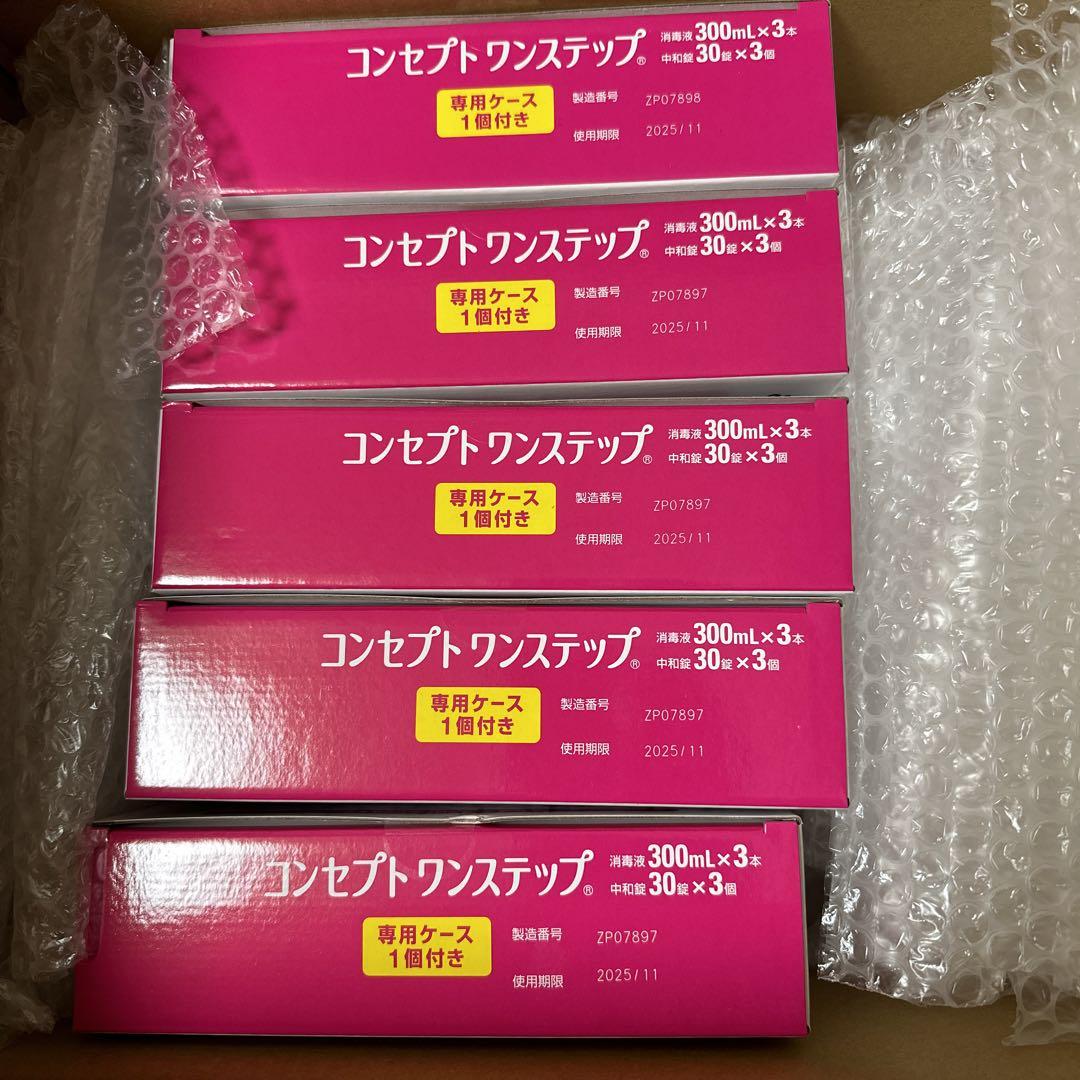 コンセプト ワンステップ® 消毒液 300mL×3本
中和錠 30錠×3個
専用ケース
1個付き
製造番号 ZP07898
使用期限 2025/11
コンセプト ワンステップ® 消毒液 300mL×3本
中和錠 30錠×3個
専用ケース
1個付き
製造番号 ZP07897
使用期限 2025/11
コンセプト ワンステップ® 消毒液 300mL×3本
中和錠 30錠×3個
専用ケース
1個付き
製造番号 ZP07897
使用期限 2025/11
コンセプト ワンステップ® 消毒液 300mL×3本
中和錠 30錠×3個
専用ケース
1個付き
製造番号 ZP07897
使用期限 2025/11
コンセプト ワンステップ® 消毒液 300mL×3本
中和錠 30錠×3個
専用ケース
1個付き
製造番号 ZP07897
使用期限 2025/11